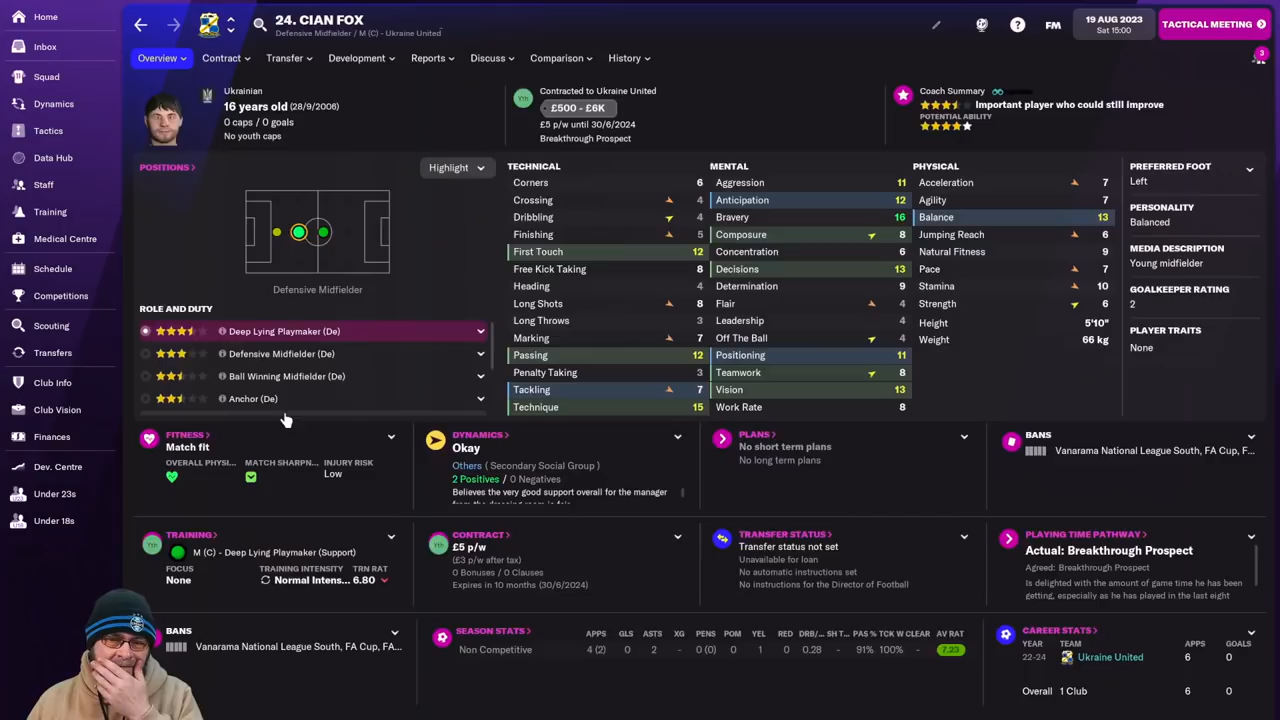 Home
Inbox
Squad
Dynamics
Tactics
Data Hub
Staff
Training
Medical Centre
Schedule
Competitions
Scouting
Transfers
Club Info
Club Vision
Finances
Dev. Centre
Under 23s
Under 18s
24. CIAN FOX
Defensive Midfielder / M (C) - Ukraine United
FM
19 AUG 2023
Sat 15:00
TACTICAL MEETING
3
Overview
Contract
Transfer
Development
Reports
Discuss
Comparison
History
Ukrainian
16 years old (28/9/2006)
0 caps / 0 goals
No youth caps
Yth
Contracted to Ukraine United
£500 - £6K
£5 p/w until 30/6/2024
Breakthrough Prospect
Coach Summary
Important player who could still improve
POTENTIAL ABILITY
POSITIONS
Highlight
Defensive Midfielder
ROLE AND DUTY
Deep Lying Playmaker (De)
Defensive Midfielder (De)
Ball Winning Midfielder (De)
Anchor (De)
TECHNICAL
Corners 6
Crossing 4
Dribbling 4
Finishing 5
First Touch 12
Free Kick Taking 8
Heading 4
Long Shots 8
Long Throws 3
Marking 7
Passing 12
Penalty Taking 3
Tackling 7
Technique 15
MENTAL
Aggression 11
Anticipation 12
Bravery 16
Composure 8
Concentration 6
Decisions 13
Determination 9
Flair 4
Leadership 4
Off The Ball 4
Positioning 11
Teamwork 8
Vision 13
Work Rate 8
PHYSICAL
Acceleration 7
Agility 7
Balance 13
Jumping Reach 6
Natural Fitness 9
Pace 7
Stamina 10
Strength 6
Height 5'10"
Weight 66 kg
PREFERRED FOOT
Left
PERSONALITY
Balanced
MEDIA DESCRIPTION
Young midfielder
GOALKEEPER RATING
2
PLAYER TRAITS
None
FITNESS
Match fit
OVERALL PHYSI... MATCH SHARPN... INJURY RISK
Low
DYNAMICS
Okay
Others ( Secondary Social Group )
2 Positives / 0 Negatives
Believes the very good support overall for the manager
PLANS
No short term plans
No long term plans
BANS
Vanarama National League South, FA Cup, F...
TRAINING
Yth
M (C) - Deep Lying Playmaker (Support)
FOCUS TRAINING INTENSITY TRN RAT
None Normal Intens... 6.80
CONTRACT
Yth
£5 p/w
(£3 p/w after tax)
0 Bonuses / 0 Clauses
Expires in 10 months (30/6/2024)
TRANSFER STATUS
Transfer status not set
Unavailable for loan
No automatic instructions set
No instructions for the Director of Football
PLAYING TIME PATHWAY
Actual: Breakthrough Prospect
Agreed: Breakthrough Prospect
Is delighted with the amount of game time he has been
getting, especially as he has played in the last eight
BANS
Vanarama National League South, FA Cup, FA...
SEASON STATS
APPS GLS ASTS XG PENS POM YEL RED DRB/... SH T... PAS % TCK W CLEAR AV RAT
Non Competitive 4 (2) 0 2 - 0 (0) 0 1 0 0.28 - 91% 100% - 7.23
CAREER STATS
YEAR TEAM APPS GOALS
22-24 Ukraine United 6 0
Overall 1 Club 6 0